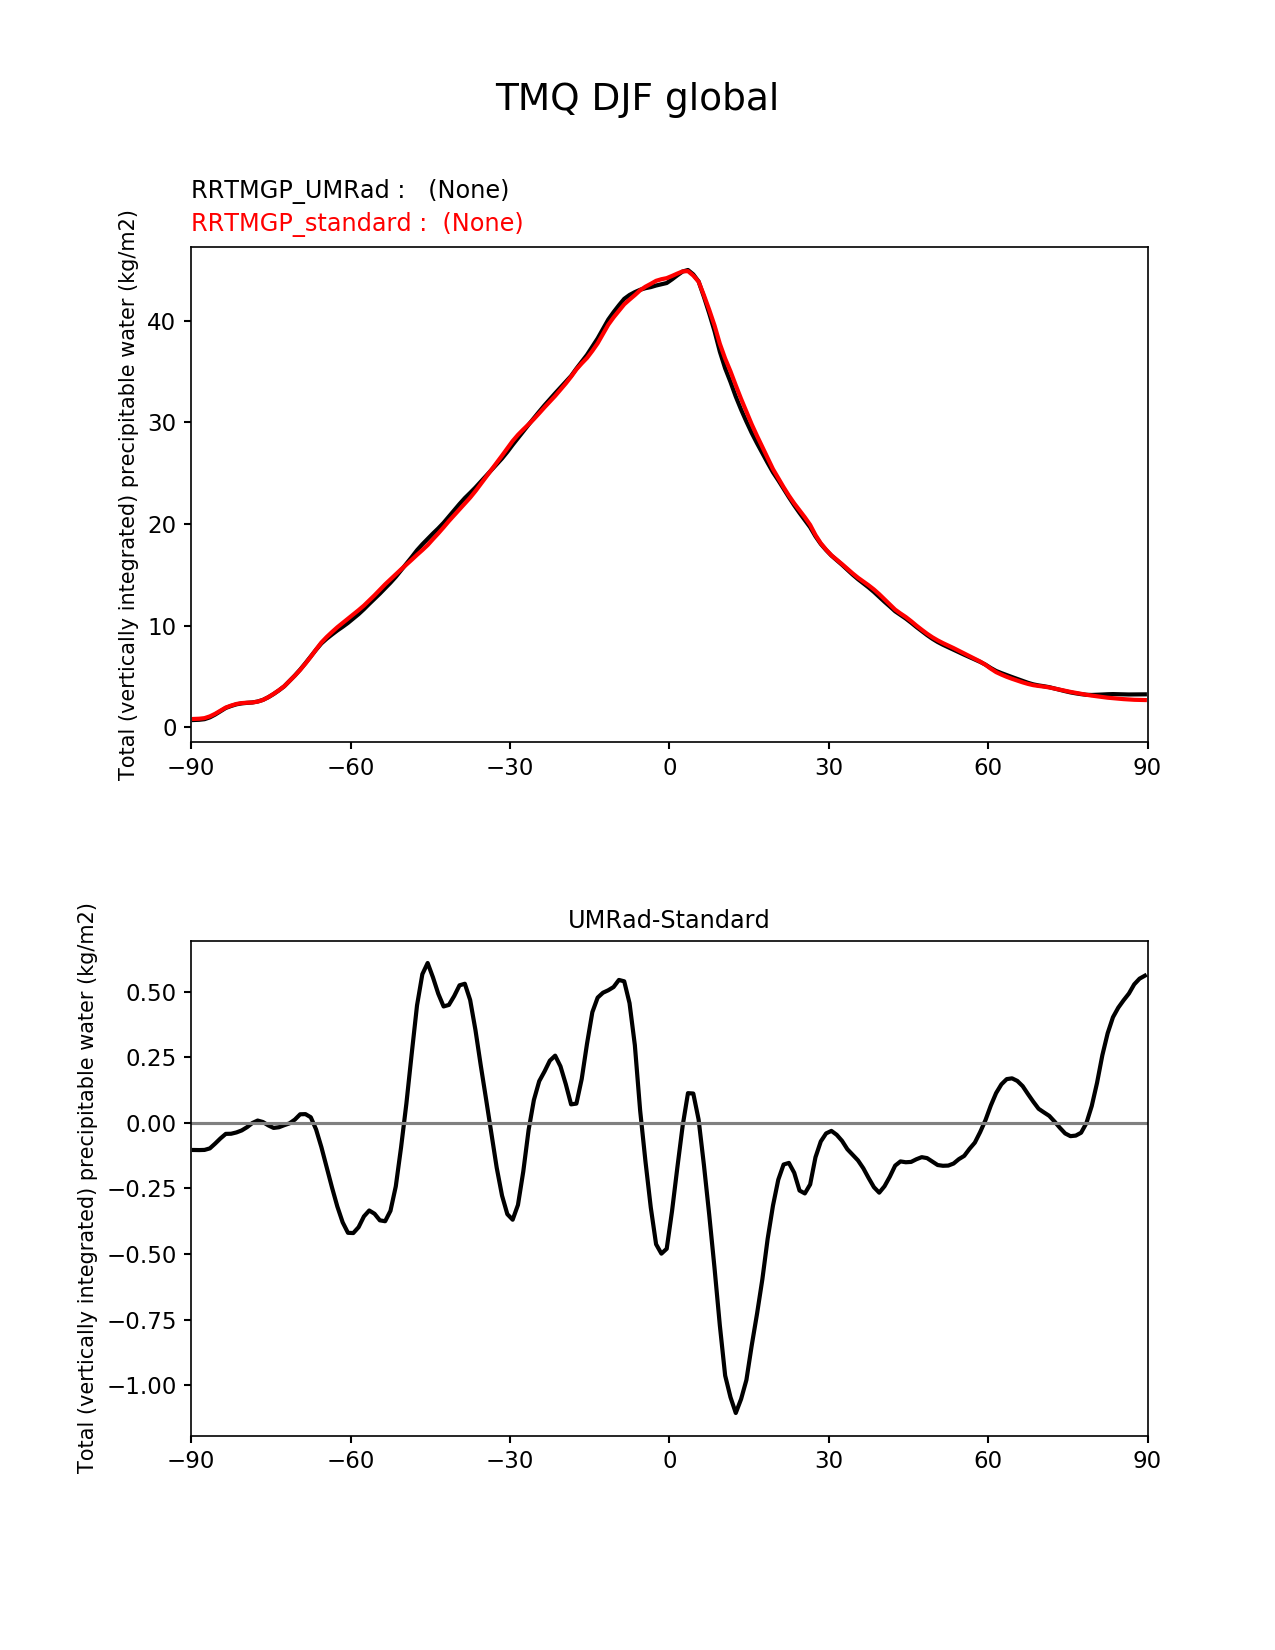 TMQ DJF global
RRTMGP_UMRad :   (None)
RRTMGP_standard :  (None)
Total (vertically integrated) precipitable water (kg/m2)
40
30
20
10
0
−90 −60 −30 0 30 60 90
UMRad-Standard
Total (vertically integrated) precipitable water (kg/m2)
0.50
0.25
0.00
−0.25
−0.50
−0.75
−1.00
−90 −60 −30 0 30 60 90